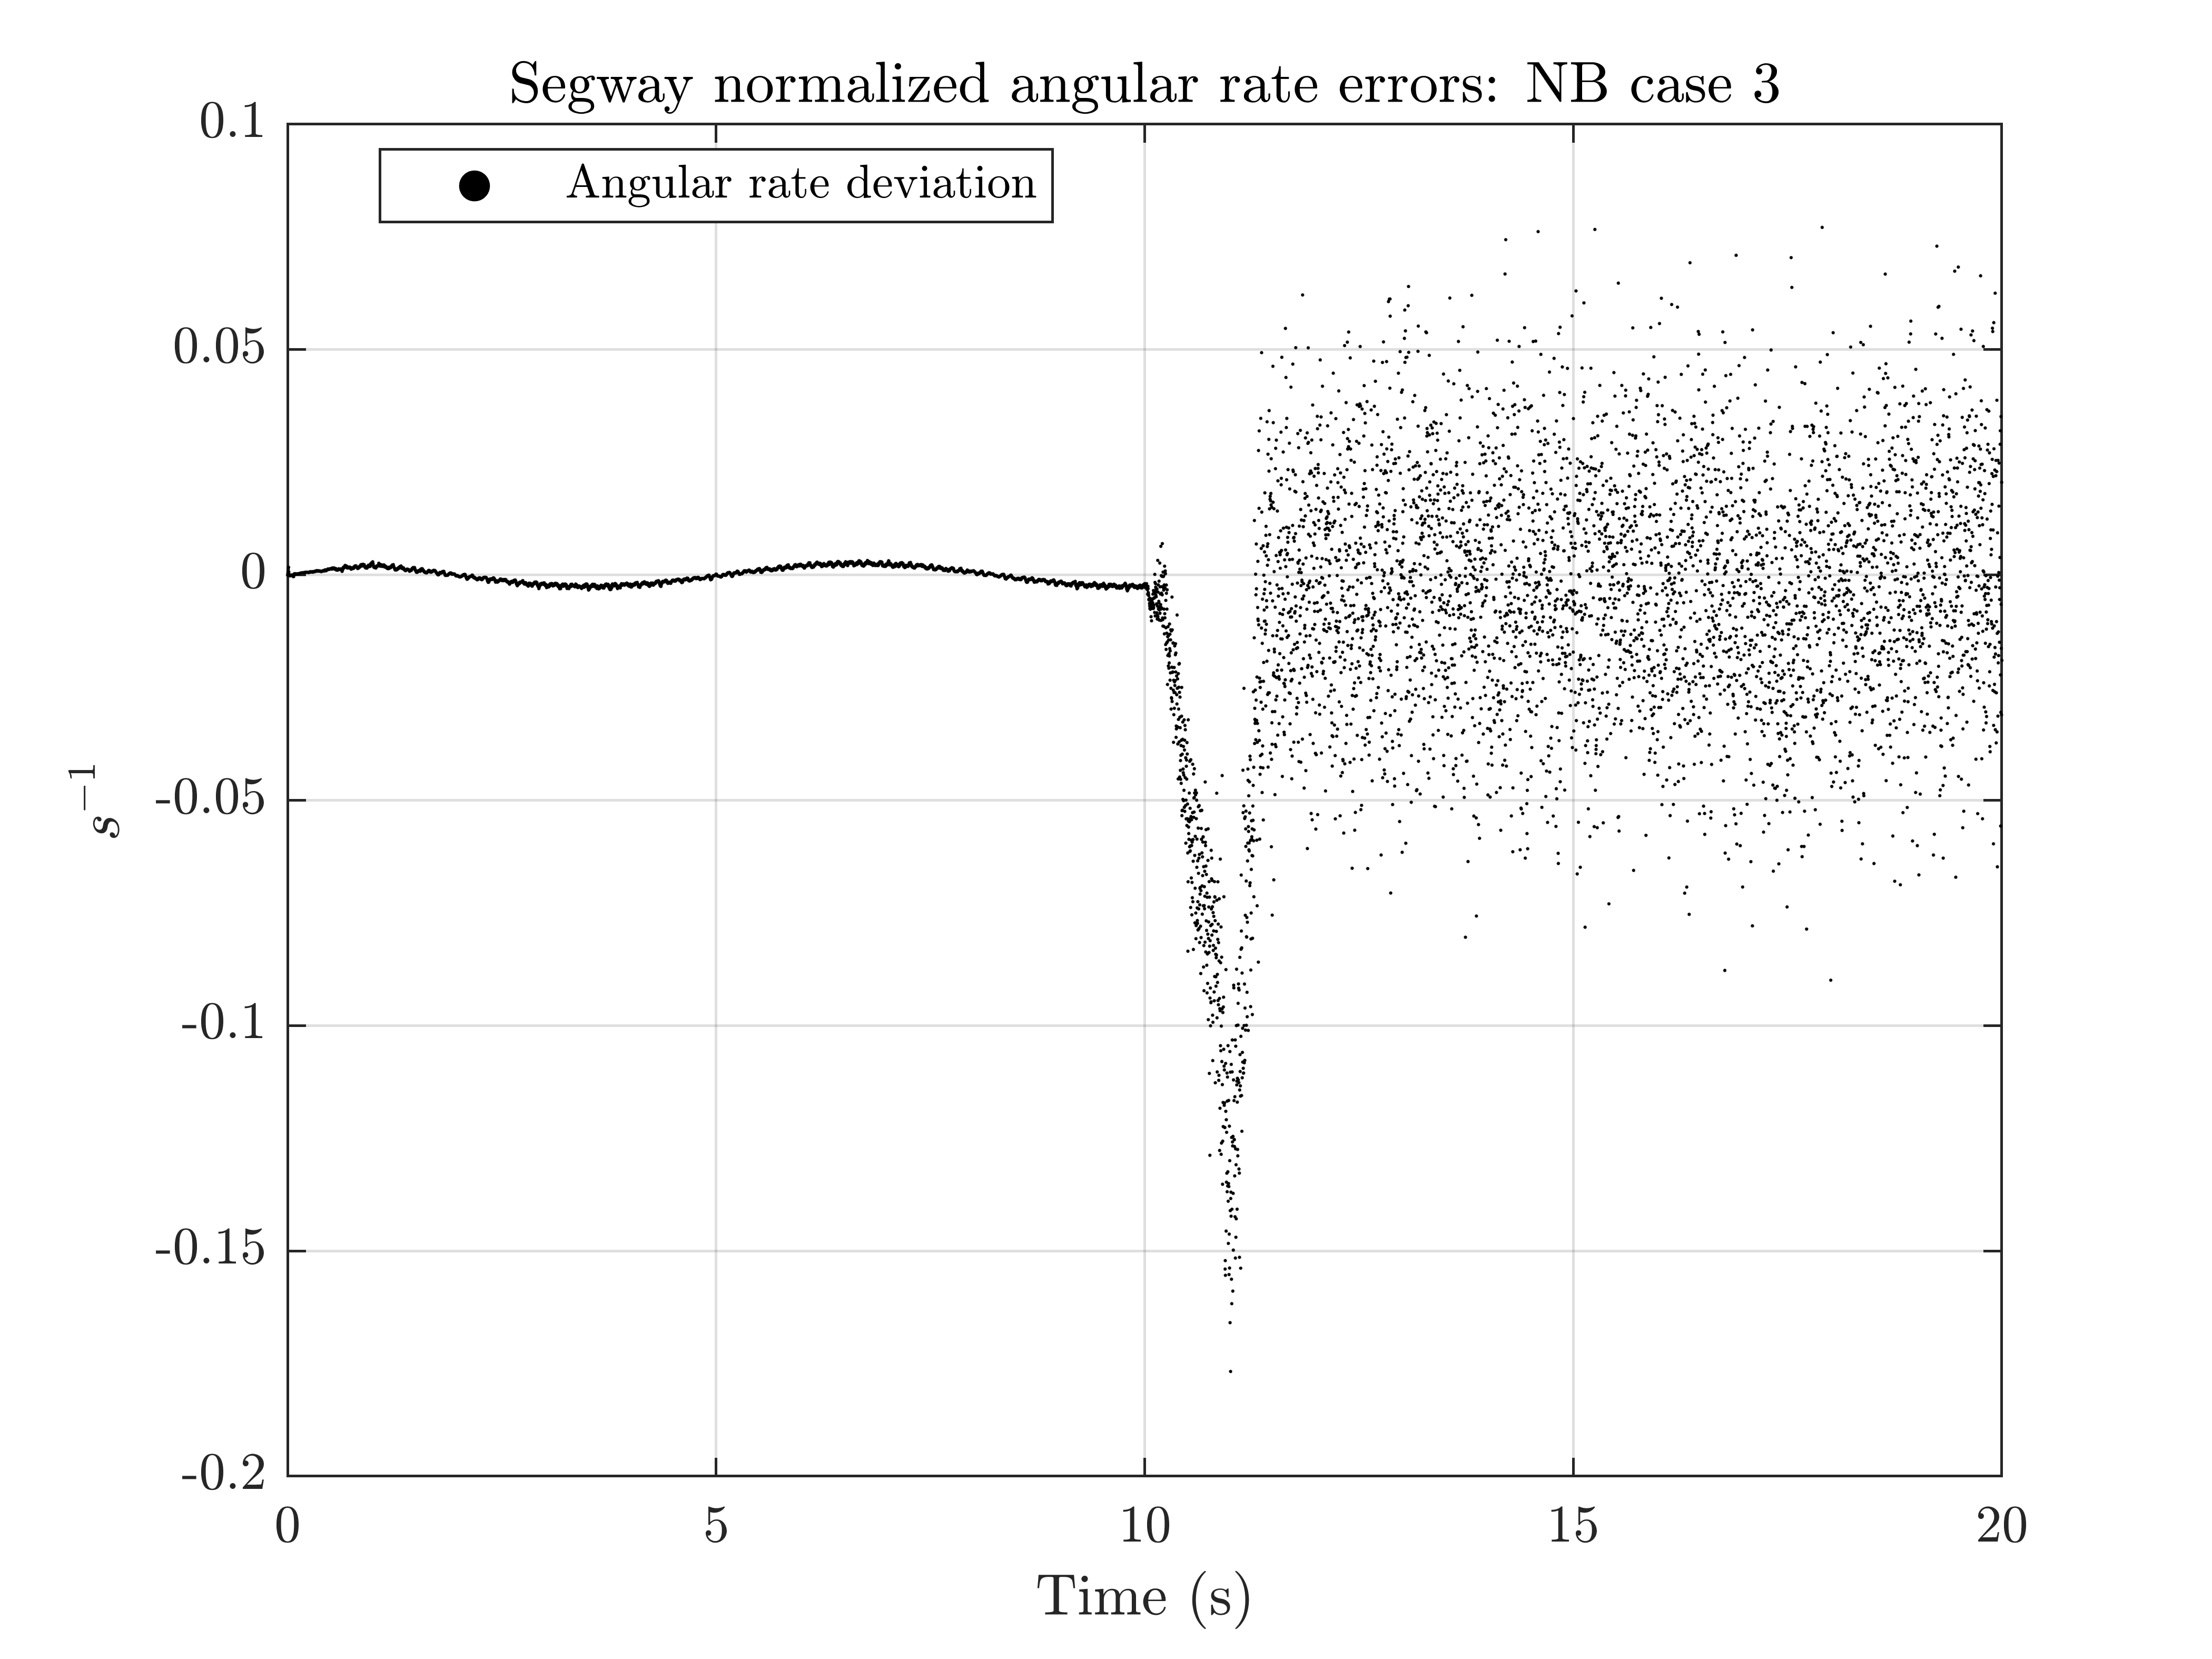 Segway normalized angular rate errors: NB case 3
Angular rate deviation
0.1
0.05
0
-0.05
-0.1
-0.15
-0.2
s⁻¹
0 5 10 15 20
Time (s)